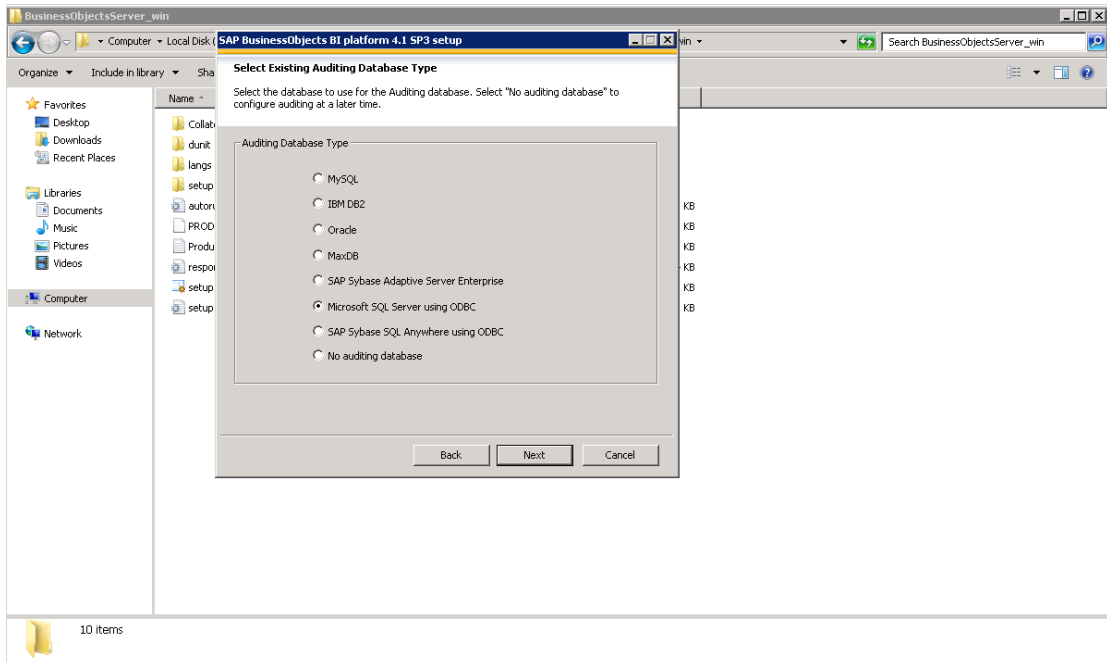 BusinessObjectsServer_win
Computer Local Disk ( vin Search BusinessObjectsServer_win
SAP BusinessObjects BI platform 4.1 SP3 setup
Organize Include in library Sha
Select Existing Auditing Database Type
Select the database to use for the Auditing database. Select "No auditing database" to
configure auditing at a later time.
Favorites
Desktop
Downloads
Recent Places
Libraries
Documents
Music
Pictures
Videos
Computer
Network
Name
Collate
dunit
langs
setup
autoru
PROD
Produ
respon
setup
setup
Auditing Database Type
MySQL
IBM DB2
Oracle
MaxDB
SAP Sybase Adaptive Server Enterprise
Microsoft SQL Server using ODBC
SAP Sybase SQL Anywhere using ODBC
No auditing database
KB
KB
KB
KB
KB
KB
Back Next Cancel
10 items